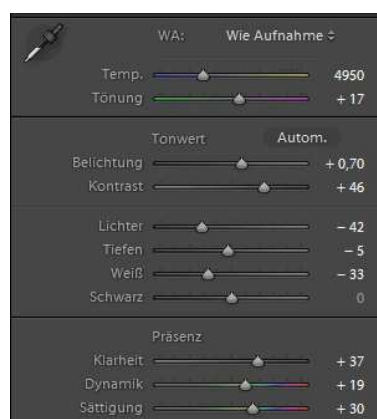 WA: Wie Aufnahme
Temp. 4950
Tönung + 17
Tonwert Autom.
Belichtung + 0,70
Kontrast + 46
Lichter − 42
Tiefen − 5
Weiß − 33
Schwarz 0
Präsenz
Klarheit + 37
Dynamik + 19
Sättigung + 30